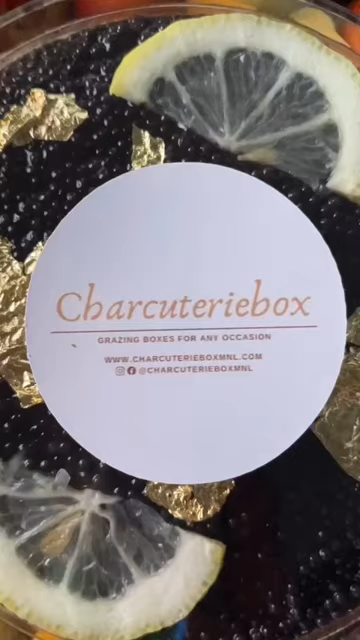 Charcuteriebox
GRAZING BOXES FOR ANY OCCASION
WWW.CHARCUTERIEBOXMNL.COM
@CHARCUTERIEBOXMNL